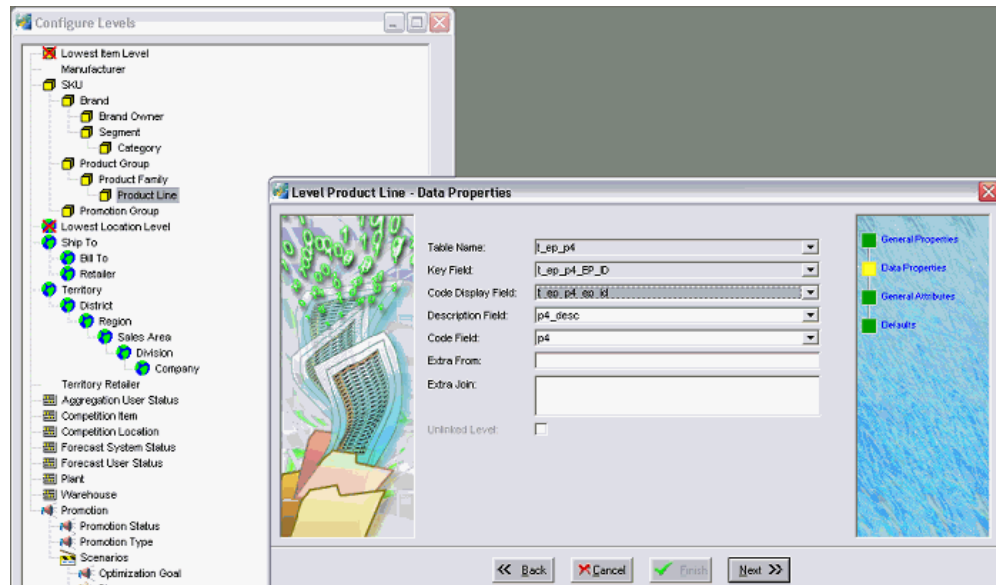 Configure Levels
Lowest Item Level
Manufacturer
SKU
Brand
Brand Owner
Segment
Category
Product Group
Product Family
Product Line
Promotion Group
Lowest Location Level
Ship To
Bill To
Retailer
Territory
District
Region
Sales Area
Division
Company
Territory Retailer
Aggregation User Status
Competition Item
Competition Location
Forecast System Status
Forecast User Status
Plant
Warehouse
Promotion
Promotion Status
Promotion Type
Scenarios
Optimization Goal
Level Product Line - Data Properties
Table Name: t_ep_p4
Key Field: t_ep_p4_EP_ID
Code Display Field: t_ep_p4_ep_id
Description Field: p4_desc
Code Field: p4
Extra From:
Extra Join:
Unlinked Level:
General Properties
Data Properties
General Attributes
Defaults
<< Back
Cancel
Finish
Next >>